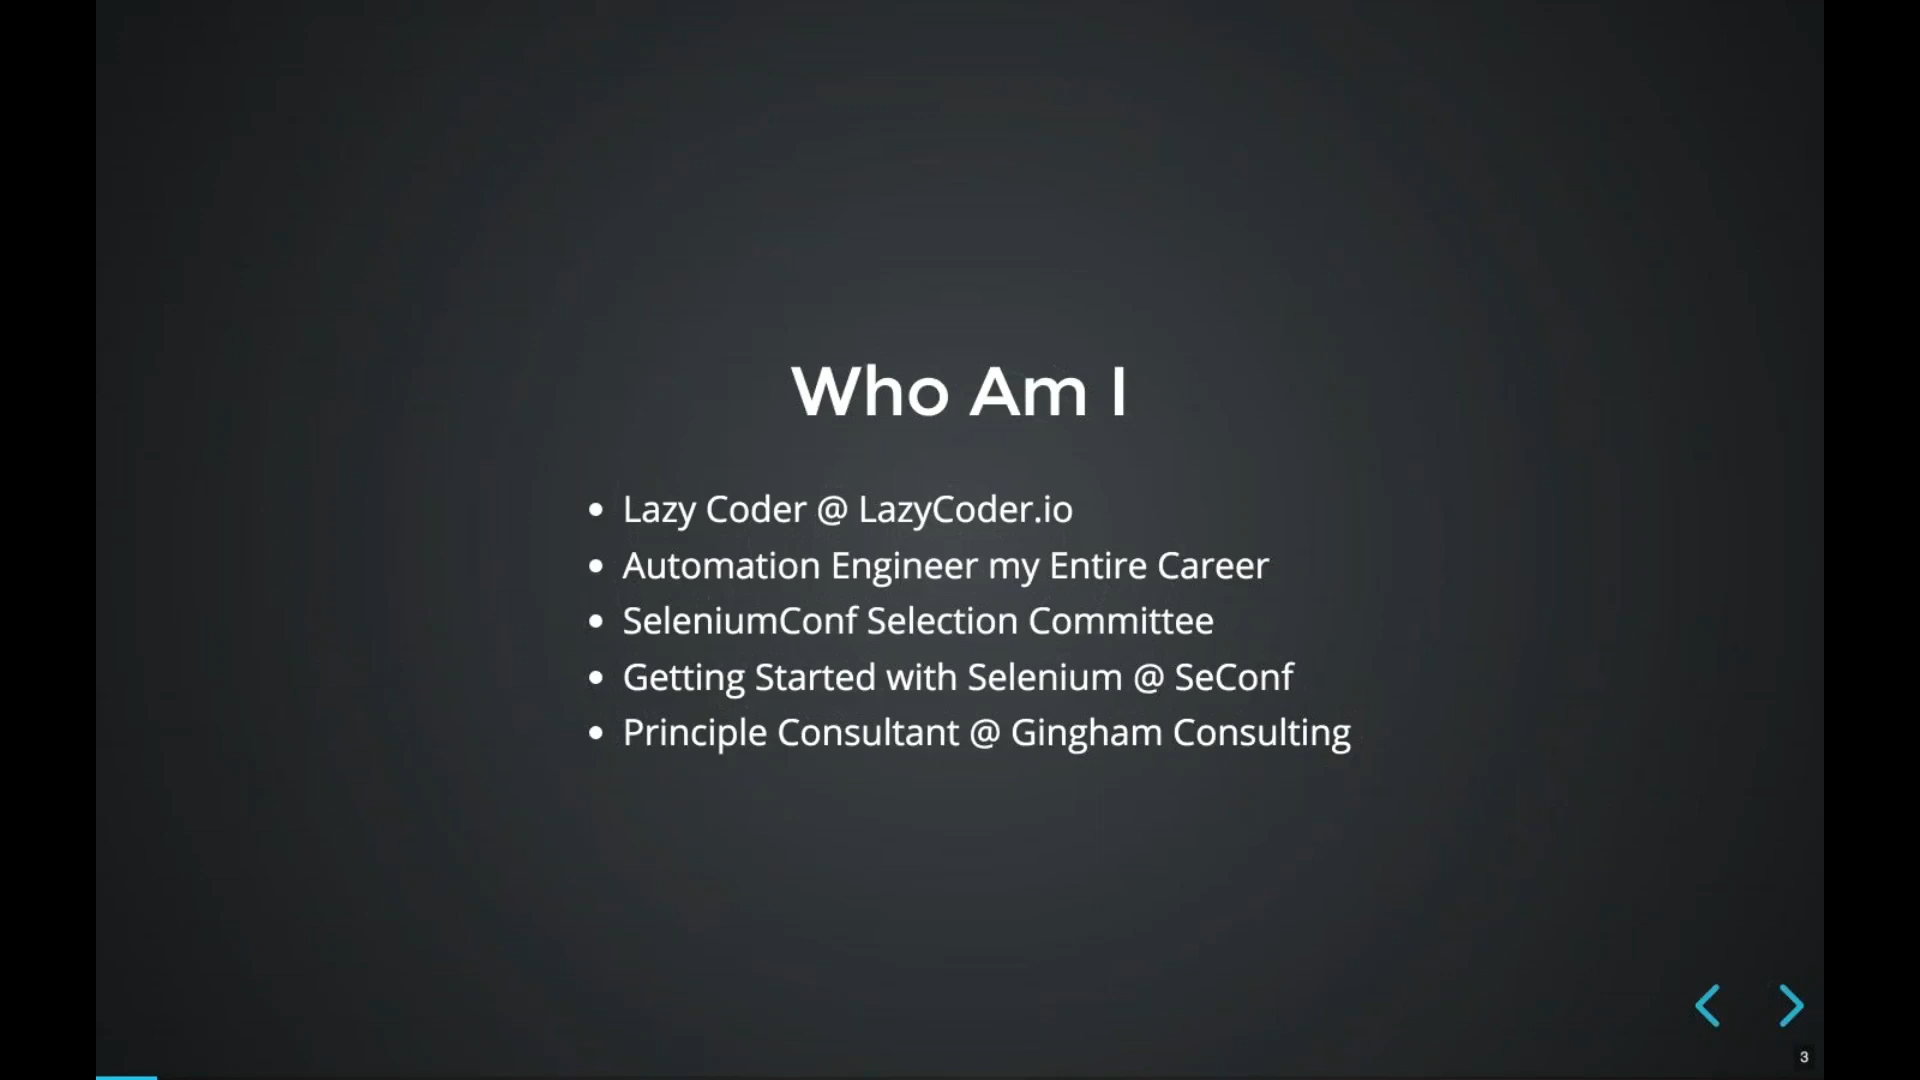 Who Am I
• Lazy Coder @ LazyCoder.io
• Automation Engineer my Entire Career
• SeleniumConf Selection Committee
• Getting Started with Selenium @ SeConf
• Principle Consultant @ Gingham Consulting
3